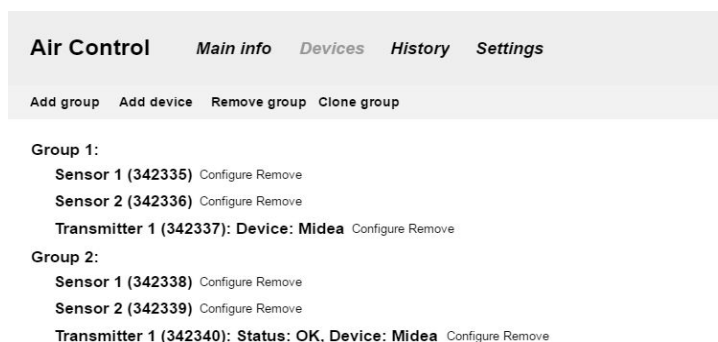 Air Control Main info Devices History Settings
Add group Add device Remove group Clone group
Group 1:
Sensor 1 (342335) Configure Remove
Sensor 2 (342336) Configure Remove
Transmitter 1 (342337): Device: Midea Configure Remove
Group 2:
Sensor 1 (342338) Configure Remove
Sensor 2 (342339) Configure Remove
Transmitter 1 (342340): Status: OK, Device: Midea Configure Remove